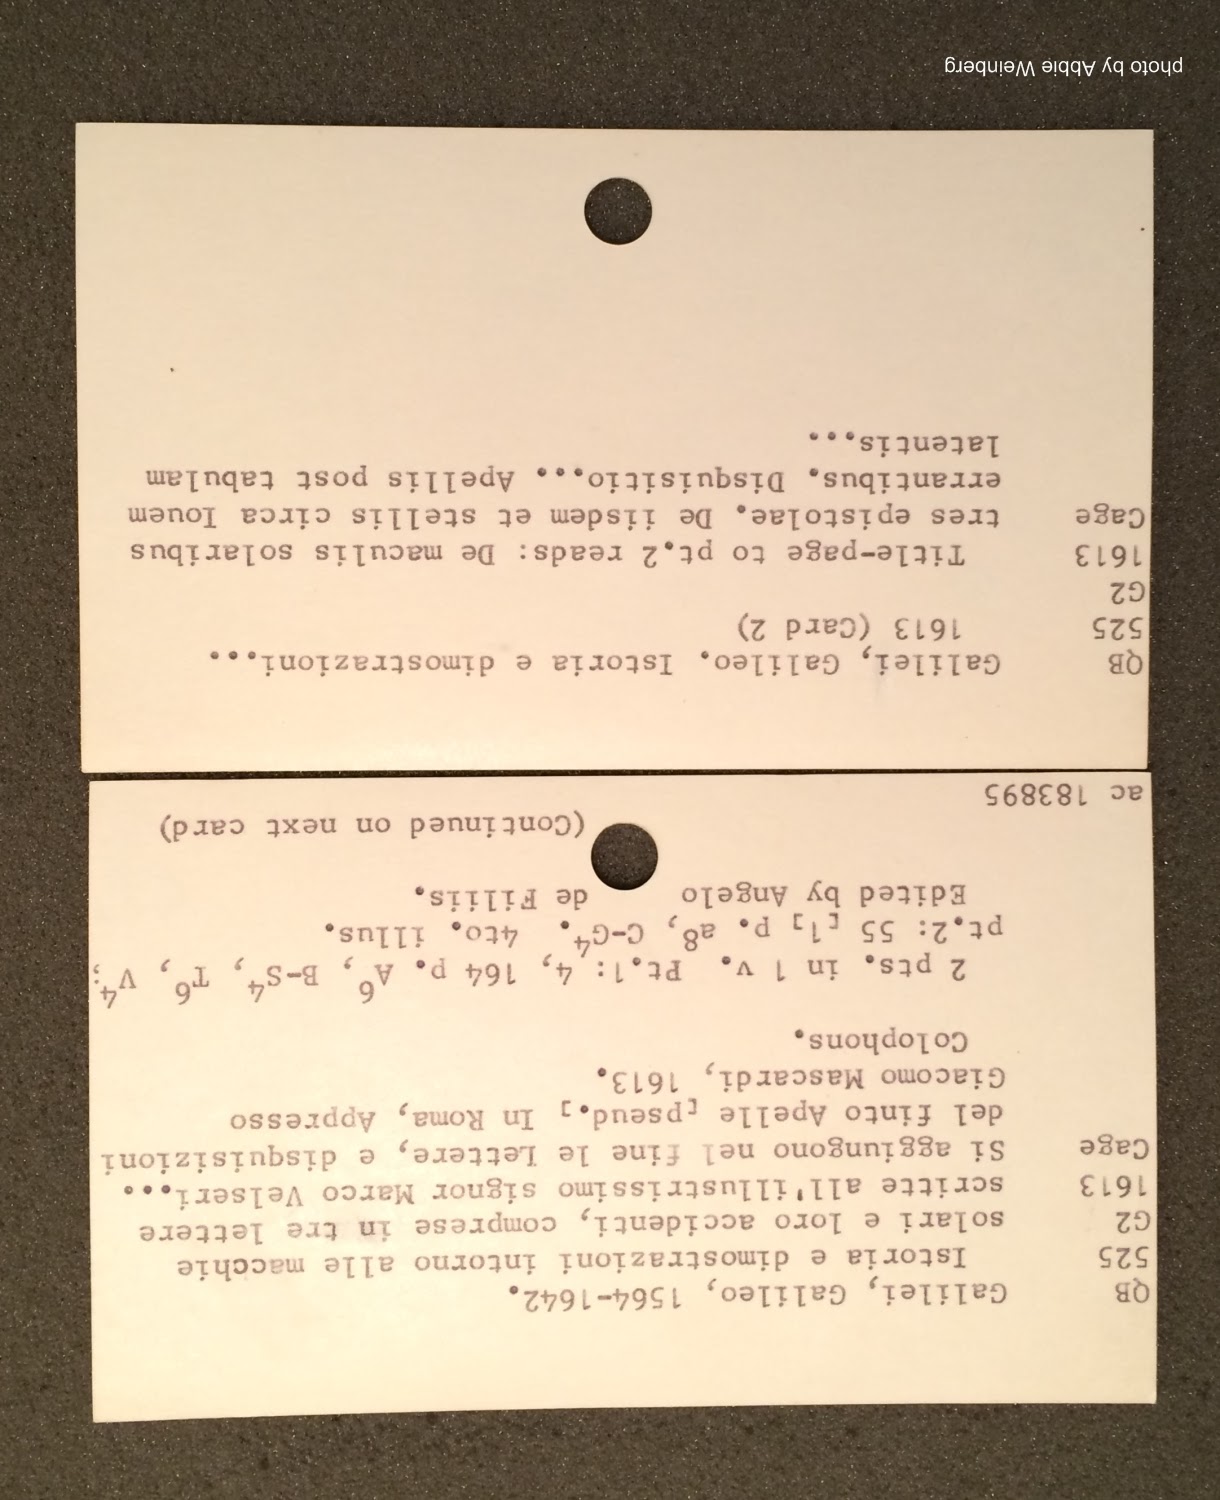 QB Galilei, Galileo, 1564-1642.
525 Istoria e dimostrazioni intorno alle macchie
G2 solari e loro accidenti, comprese in tre lettere
1613 scritte all'illustrissimo signor Marco Velseri...
Cage Si aggiungono nel fine le Lettere, e disquisizioni
del finto Apelle [pseud.] In Roma, Appresso
Giacomo Mascardi, 1613.
Colophons.
2 pts. in 1 v. Pt.1: 4, 164 p. A⁶, B-S⁴, T⁶, V⁴;
pt.2: 55 [1] p. a⁸, C-G⁴. 4to. illus.
Edited by Angelo de Filiis.
(Continued on next card)
ac 183895
QB Galilei, Galileo. Istoria e dimostrazioni...
525 1613 (Card 2)
G2
1613 Title-page to pt.2 reads: De maculis solaribus
Cage tres epistolae. De iisdem et stellis circa Iouem
errantibus. Disquisitio... Apellis post tabulam
latentis...
photo by Abbie Weinberg